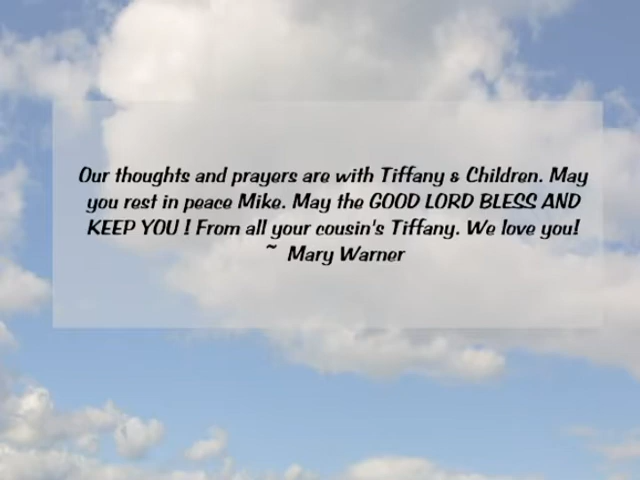 Our thoughts and prayers are with Tiffany & Children. May
you rest in peace Mike. May the GOOD LORD BLESS AND
KEEP YOU ! From all your cousin's Tiffany. We love you!
~ Mary Warner